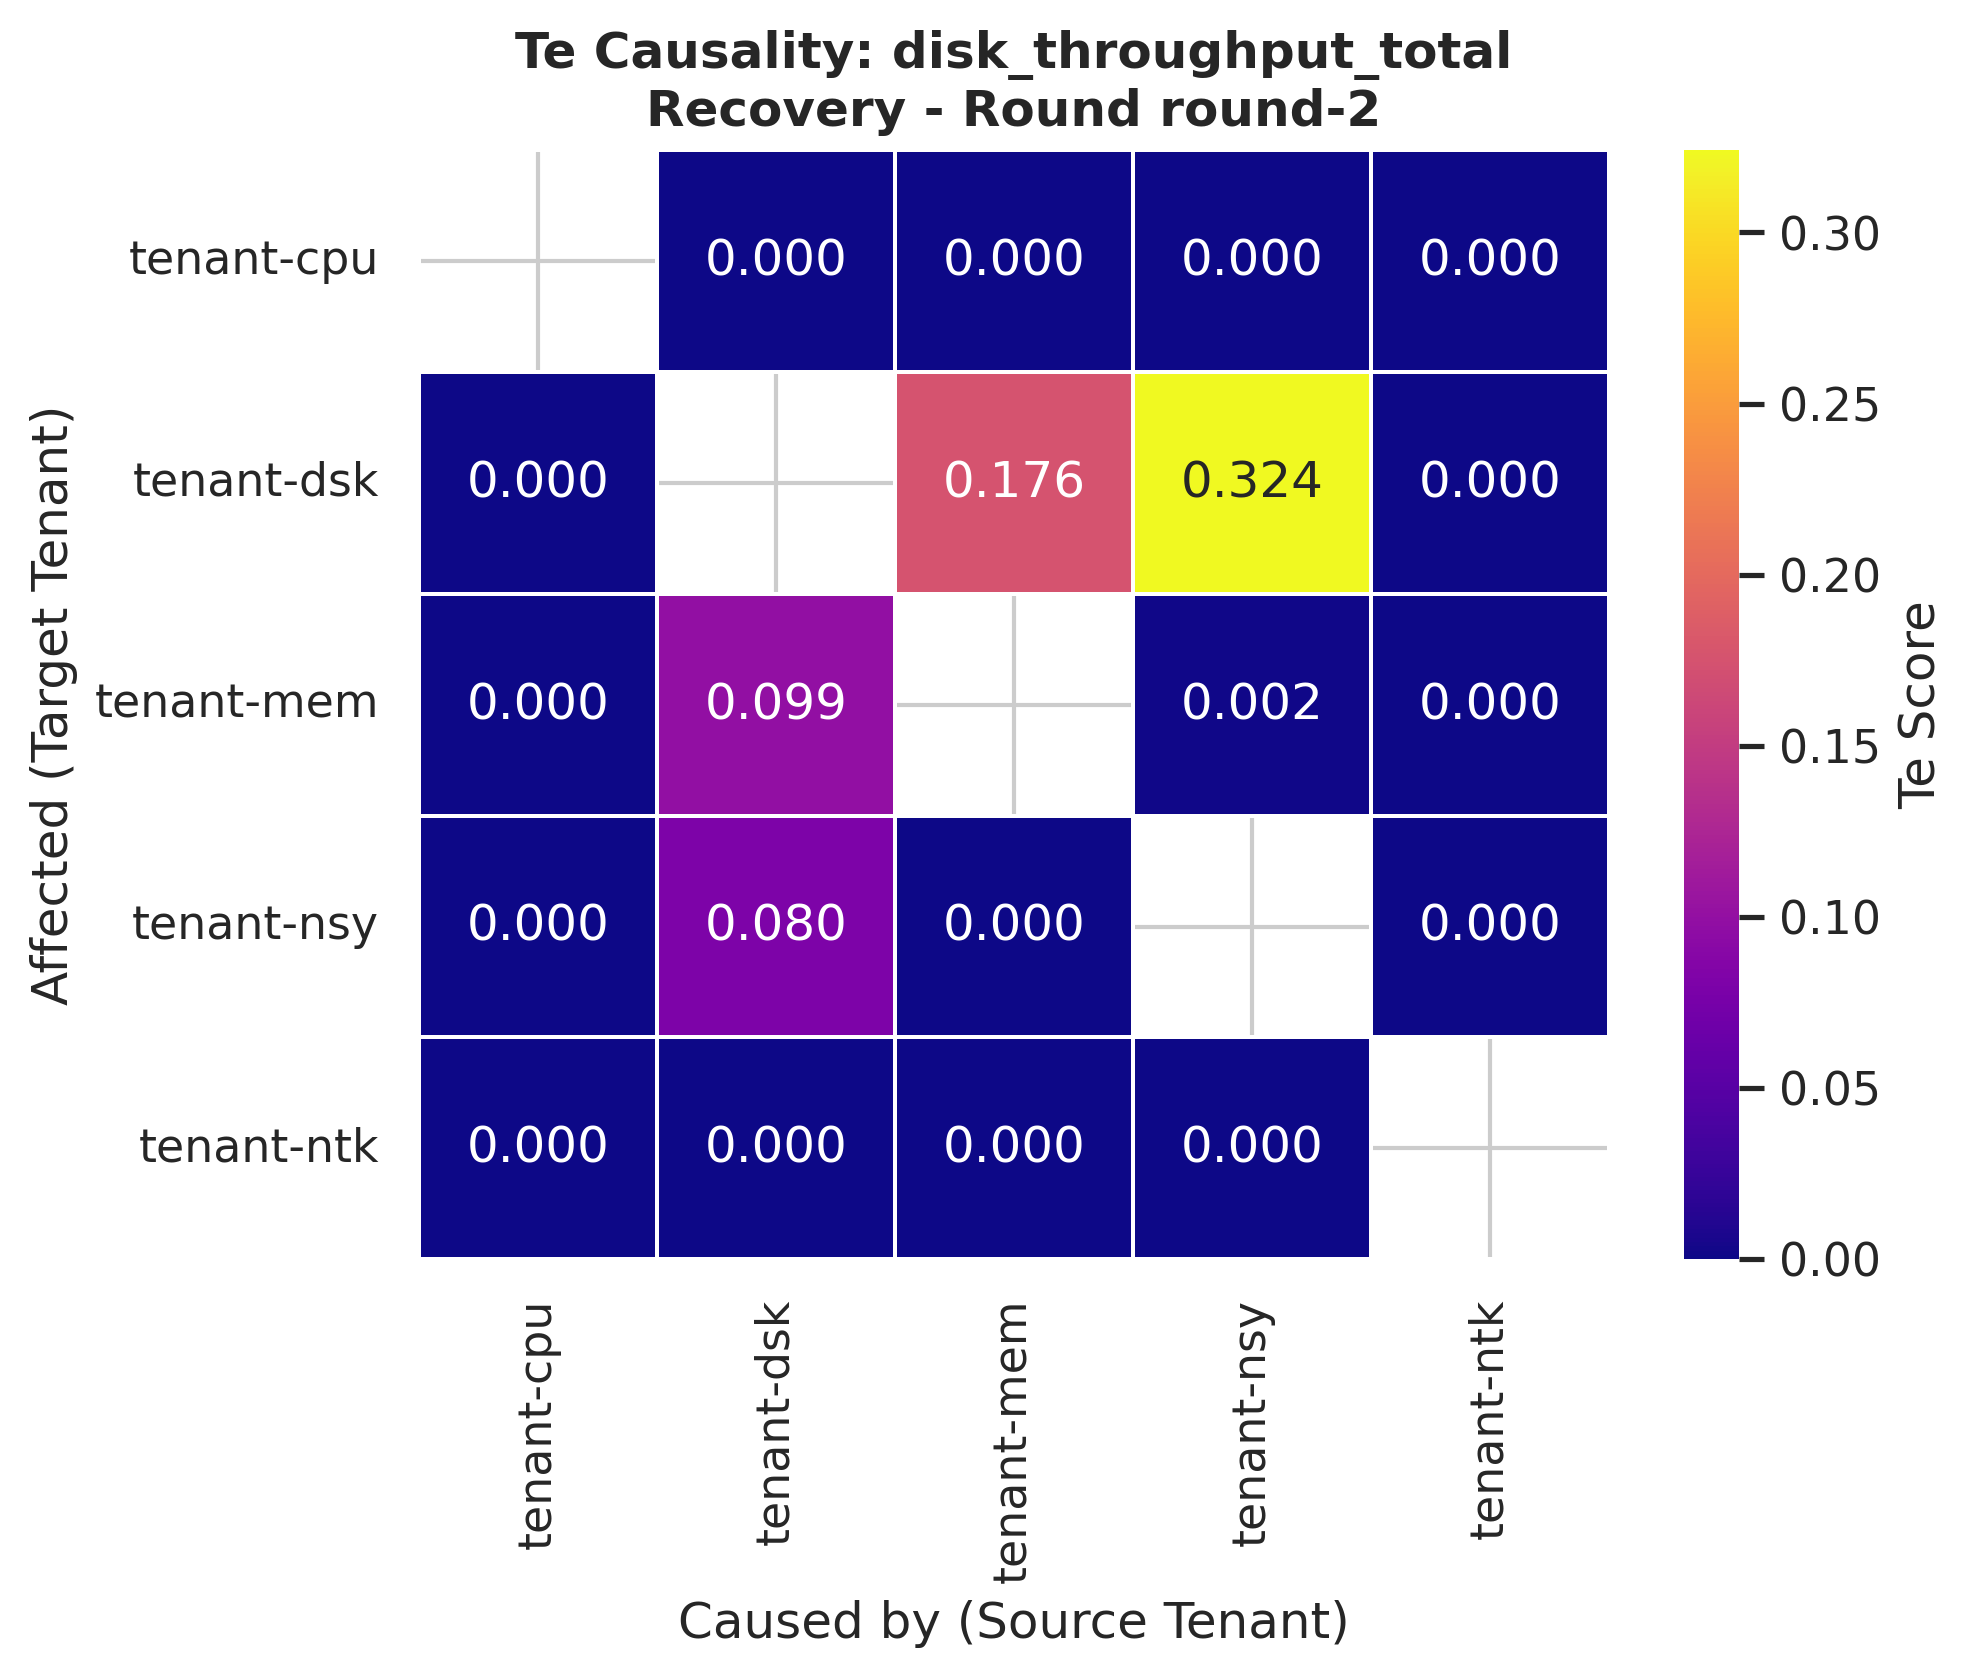 Te Causality: disk_throughput_total
Recovery - Round round-2
Affected (Target Tenant)
tenant-cpu 0.000 0.000 0.000 0.000
tenant-dsk 0.000 0.176 0.324 0.000
tenant-mem 0.000 0.099 0.002 0.000
tenant-nsy 0.000 0.080 0.000 0.000
tenant-ntk 0.000 0.000 0.000 0.000
tenant-cpu
tenant-dsk
tenant-mem
tenant-nsy
tenant-ntk
Caused by (Source Tenant)
0.30
0.25
0.20
0.15
0.10
0.05
0.00
Te Score